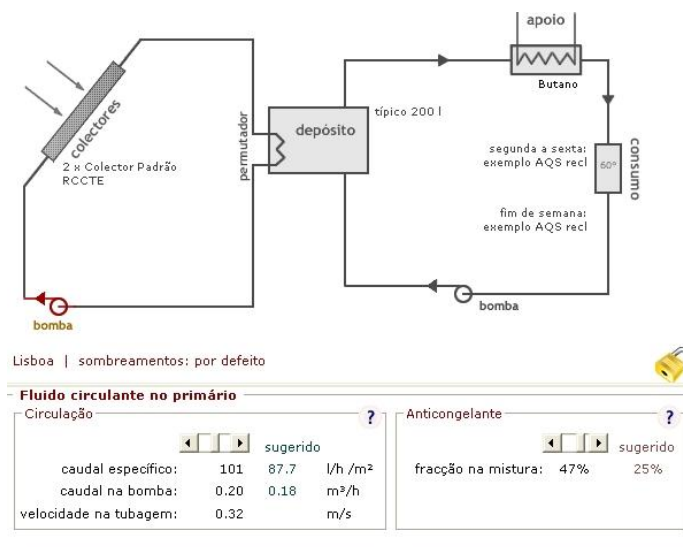 apoio
Butano
colectores
2 x Colector Padrão
RCCTE
permutador
depósito
típico 200 l
segunda a sexta:
exemplo AQS recl
60°
consumo
fim de semana:
exemplo AQS recl
bomba
bomba
Lisboa | sombreamentos: por defeito
Fluido circulante no primário
Circulação ?
sugerido
caudal específico: 101 87.7 l/h /m²
caudal na bomba: 0.20 0.18 m³/h
velocidade na tubagem: 0.32 m/s
Anticongelante ?
sugerido
fracção na mistura: 47% 25%